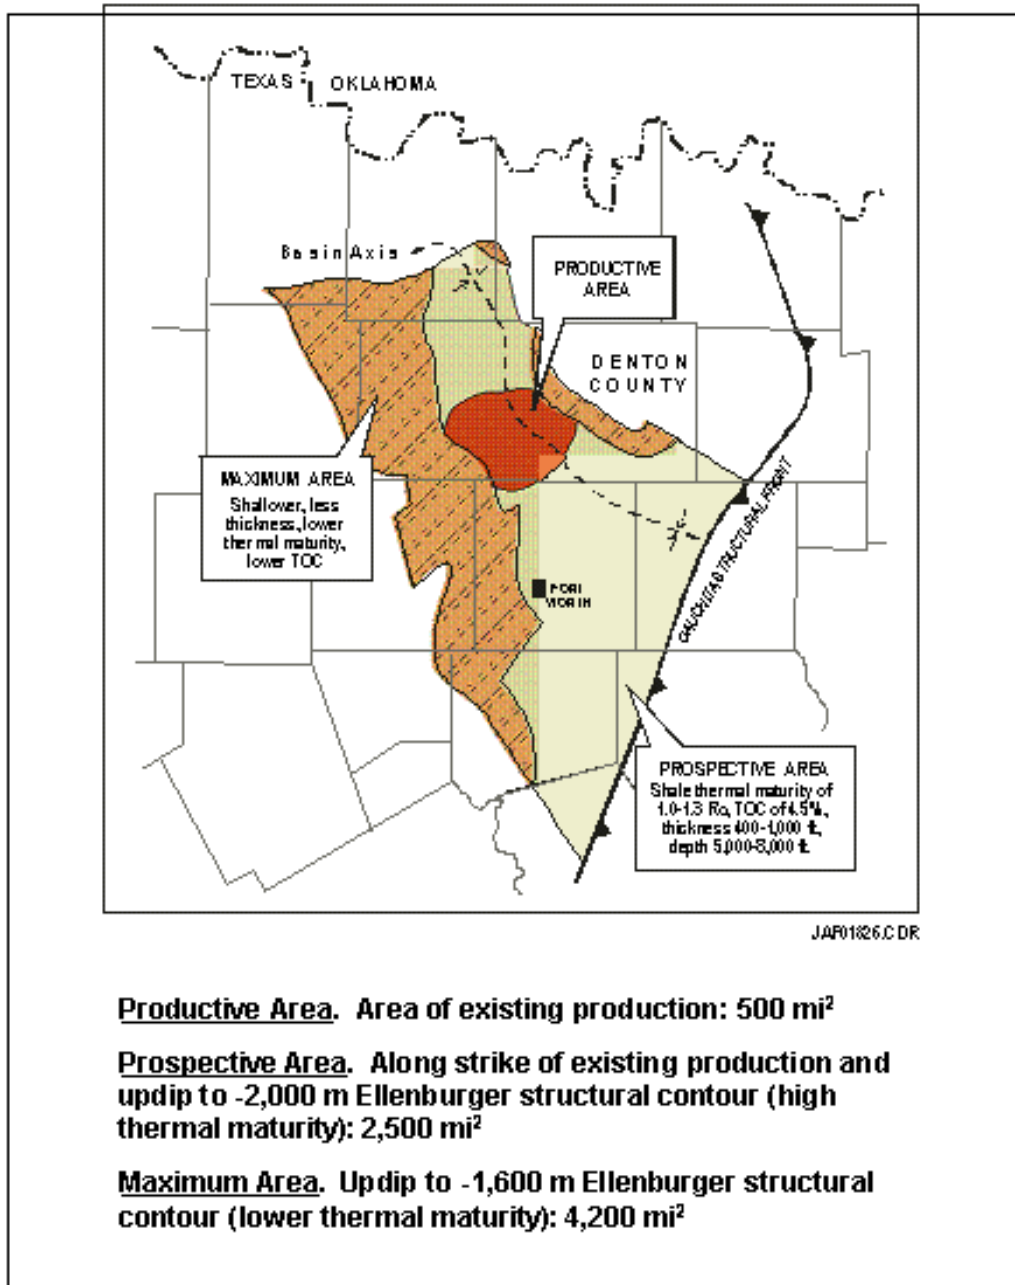 TEXAS OKLAHOMA
Basin Axis
PRODUCTIVE
AREA
DENTON
COUNTY
MAXIMUM AREA
Shallower, less
thickness, lower
thermal maturity,
lower TOC
OUACHITA STRUCTURAL FRONT
FORT
WORTH
PROSPECTIVE AREA
Shale thermal maturity of
1.0-1.3 Ro, TOC of 4.5%,
thickness 400-1,000 ft,
depth 5,000-8,000 ft.
JAF01826.CDR
Productive Area. Area of existing production: 500 mi²
Prospective Area. Along strike of existing production and
updip to -2,000 m Ellenburger structural contour (high
thermal maturity): 2,500 mi²
Maximum Area. Updip to -1,600 m Ellenburger structural
contour (lower thermal maturity): 4,200 mi²